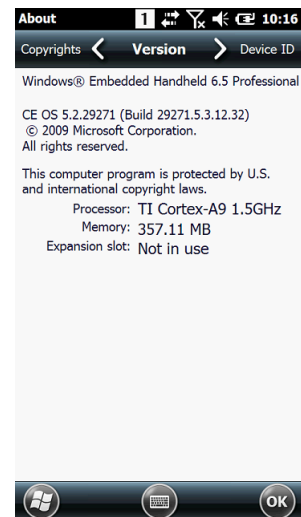 About 1 10:16
Copyrights Version Device ID
Windows® Embedded Handheld 6.5 Professional
CE OS 5.2.29271 (Build 29271.5.3.12.32)
© 2009 Microsoft Corporation.
All rights reserved.
This computer program is protected by U.S.
and international copyright laws.
Processor: TI Cortex-A9 1.5GHz
Memory: 357.11 MB
Expansion slot: Not in use
OK